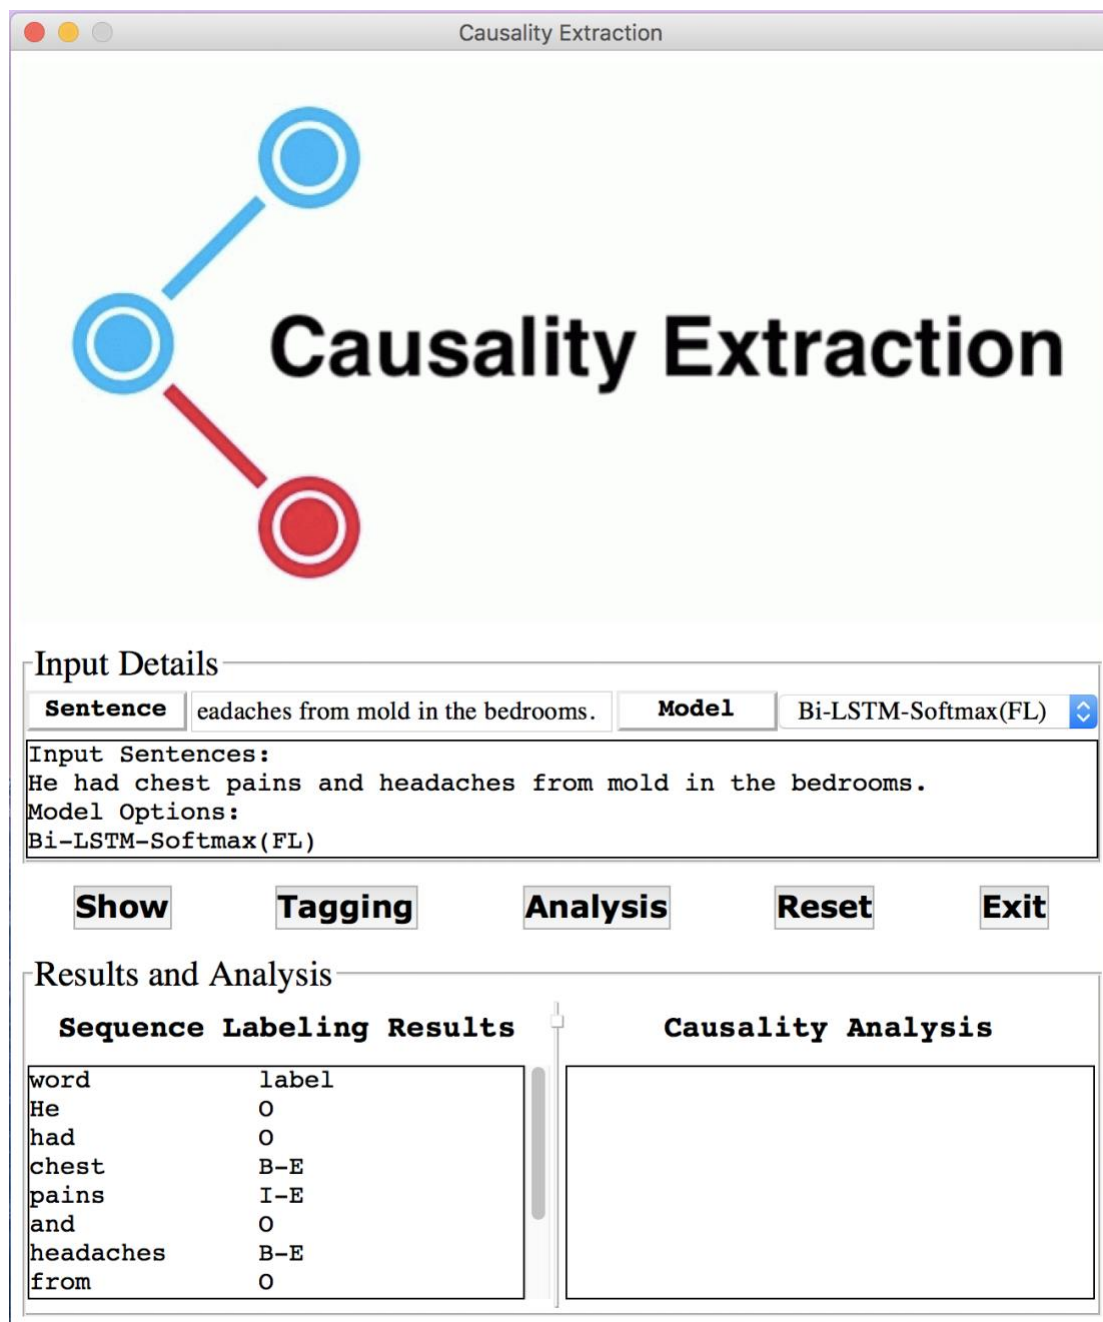 Causality Extraction
Causality Extraction
Input Details
Sentence eadaches from mold in the bedrooms. Model Bi-LSTM-Softmax(FL)
Input Sentences:
He had chest pains and headaches from mold in the bedrooms.
Model Options:
Bi-LSTM-Softmax(FL)
Show Tagging Analysis Reset Exit
Results and Analysis
Sequence Labeling Results Causality Analysis
word label
He O
had O
chest B-E
pains I-E
and O
headaches B-E
from O